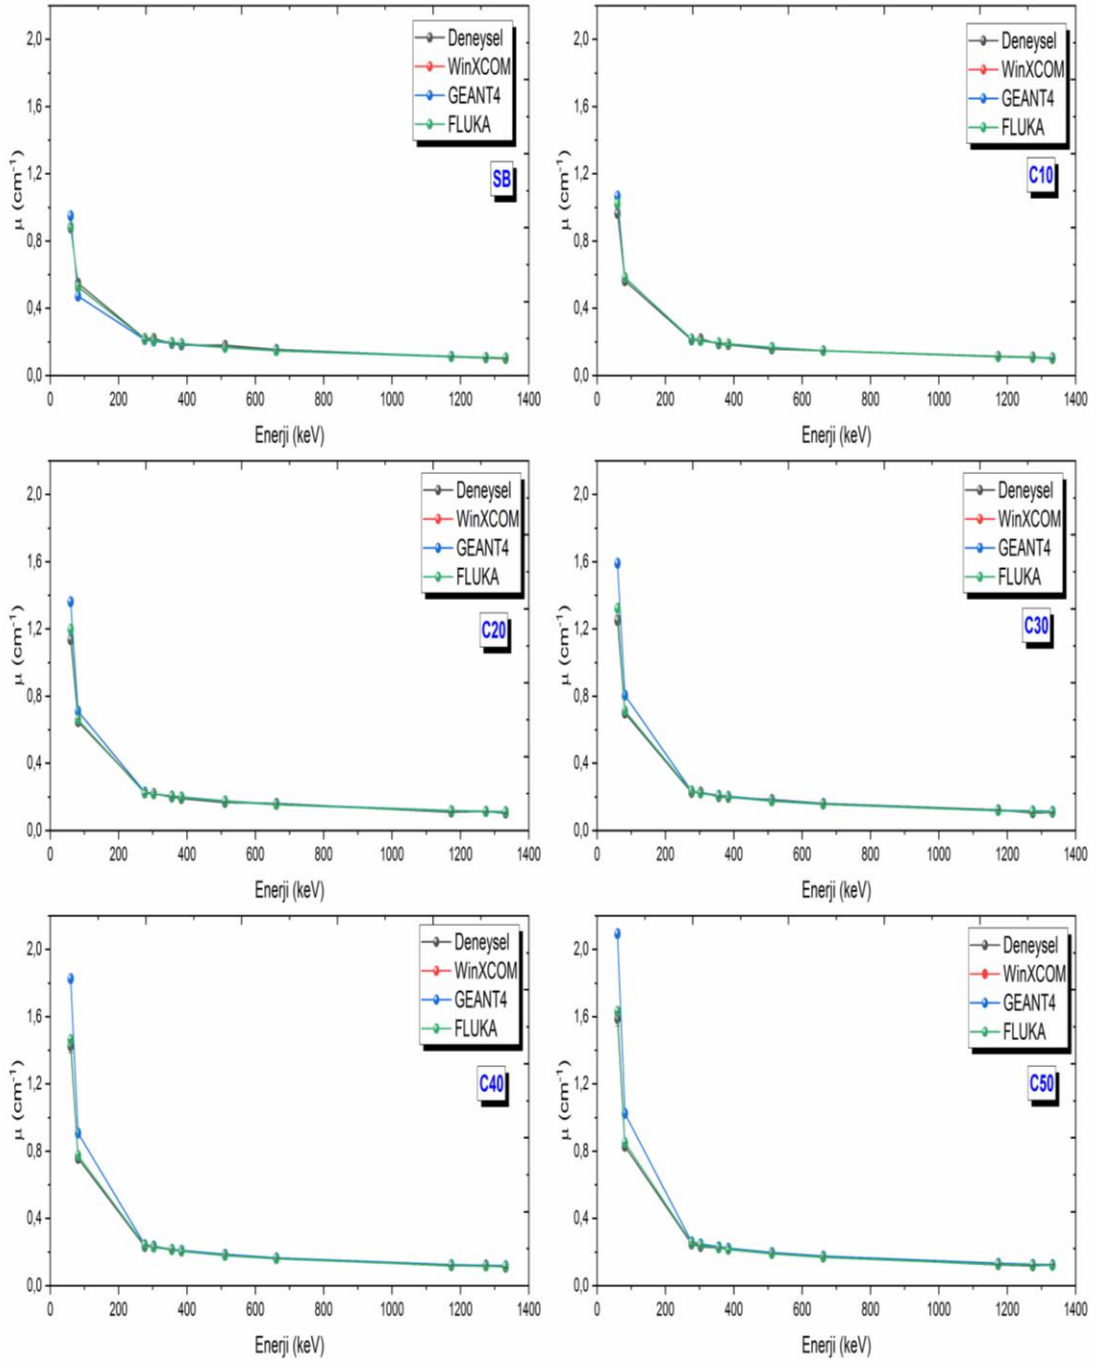 2,0
1,6
1,2
0,8
0,4
0,0
μ (cm⁻¹)
Deneysel
WinXCOM
GEANT4
FLUKA
SB
0 200 400 600 800 1000 1200 1400
Enerji (keV)
2,0
1,6
1,2
0,8
0,4
0,0
μ (cm⁻¹)
Deneysel
WinXCOM
GEANT4
FLUKA
C10
0 200 400 600 800 1000 1200 1400
Enerji (keV)
2,0
1,6
1,2
0,8
0,4
0,0
μ (cm⁻¹)
Deneysel
WinXCOM
GEANT4
FLUKA
C20
0 200 400 600 800 1000 1200 1400
Enerji (keV)
2,0
1,6
1,2
0,8
0,4
0,0
μ (cm⁻¹)
Deneysel
WinXCOM
GEANT4
FLUKA
C30
0 200 400 600 800 1000 1200 1400
Enerji (keV)
2,0
1,6
1,2
0,8
0,4
0,0
μ (cm⁻¹)
Deneysel
WinXCOM
GEANT4
FLUKA
C40
0 200 400 600 800 1000 1200 1400
Enerji (keV)
2,0
1,6
1,2
0,8
0,4
0,0
μ (cm⁻¹)
Deneysel
WinXCOM
GEANT4
FLUKA
C50
0 200 400 600 800 1000 1200 1400
Enerji (keV)